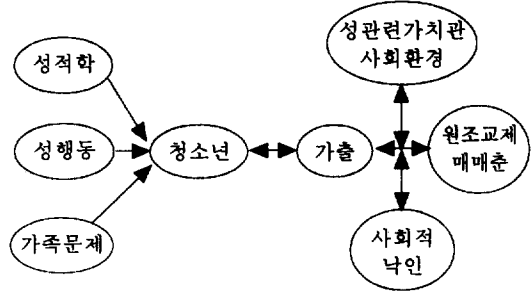 성적학
성행동
가족문제
청소년
가출
성관련가치관
사회환경
원조교제
매매춘
사회적
낙인